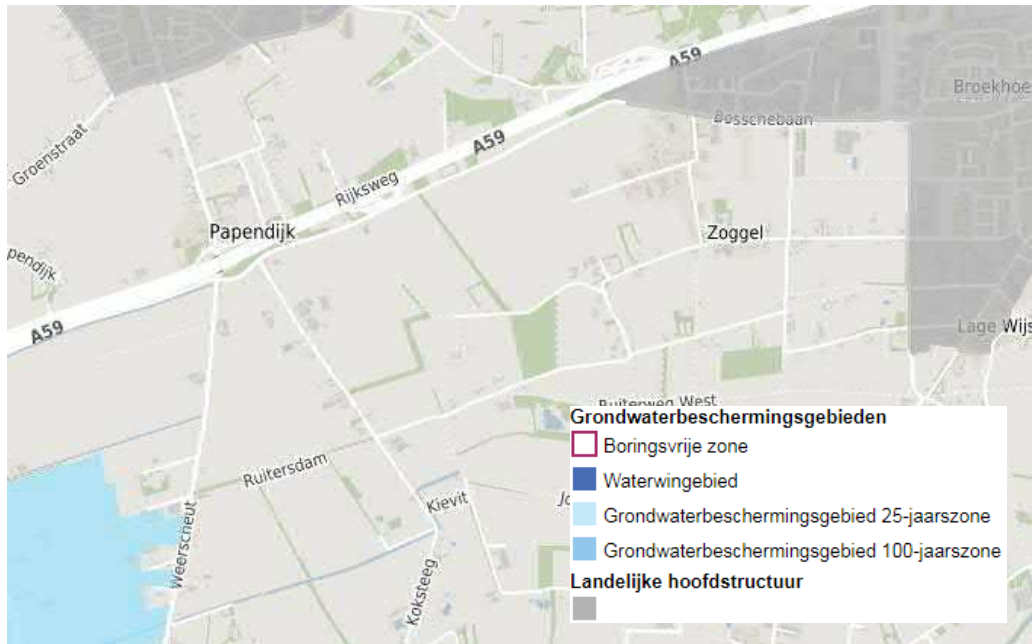 A59
Broekhoe
Bosschebaan
Groenstraat
A59
Rijksweg
Papendijk
Zoggel
pendijk
A59
Lage Wijs
Ruiterweg West
Grondwaterbeschermingsgebieden
Boringsvrije zone
Ruitersdam
Waterwingebied
Kievit
Jo
Grondwaterbeschermingsgebied 25-jaarszone
Weerscheut
Grondwaterbeschermingsgebied 100-jaarszone
Koksteeg
Landelijke hoofdstructuur